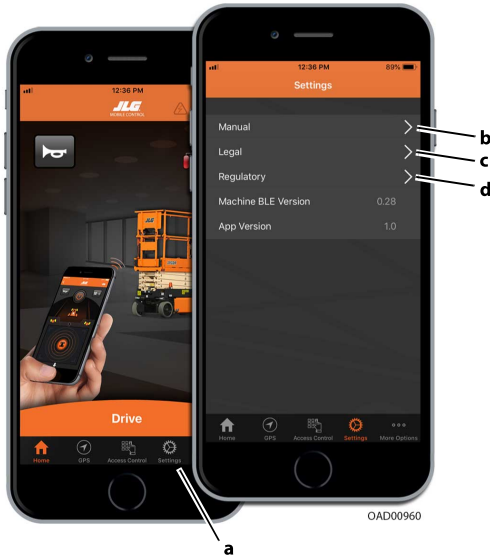 12:36 PM
JLG
MOBILE CONTROL
Drive
Home
GPS
Access Control
Settings
a
12:36 PM
89%
Settings
Manual
Legal
Regulatory
Machine BLE Version 0.28
App Version 1.0
Home
GPS
Access Control
Settings
More Options
b
c
d
OAD00960